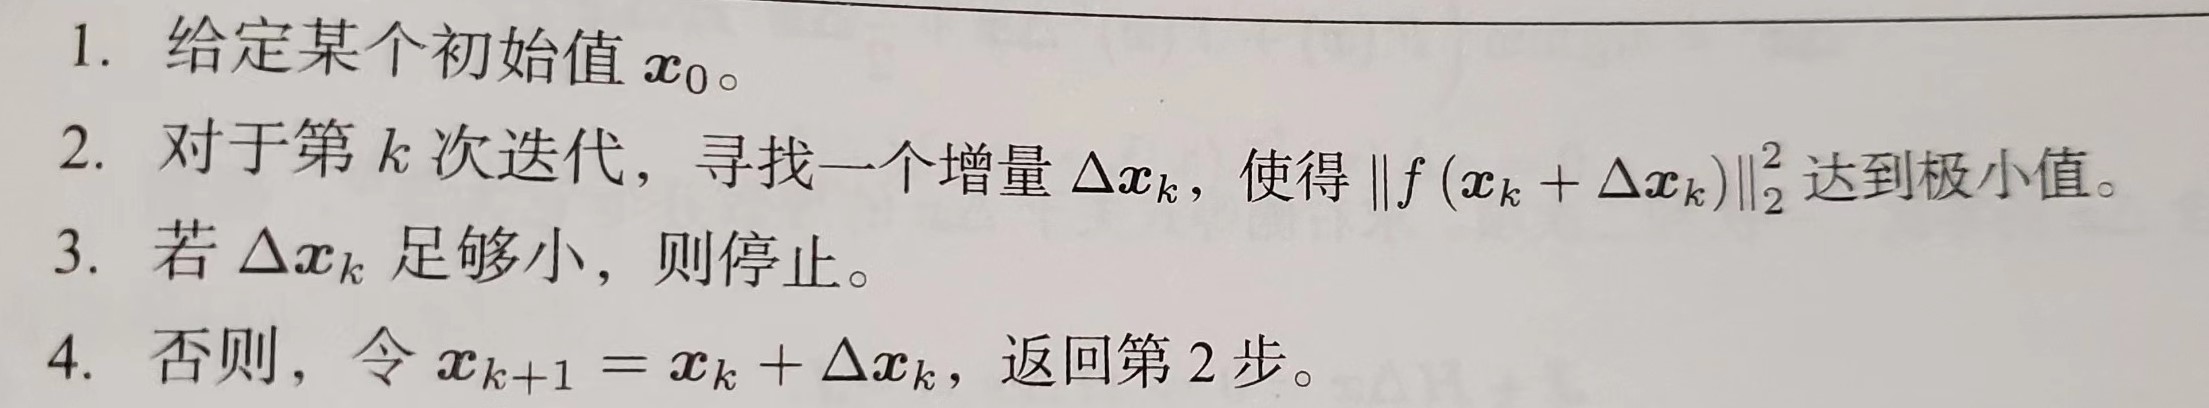 1. 给定某个初始值 $\boldsymbol{x}_0$。
2. 对于第 $k$ 次迭代，寻找一个增量 $\Delta \boldsymbol{x}_k$，使得 $\|f(\boldsymbol{x}_k + \Delta \boldsymbol{x}_k)\|_2^2$ 达到极小值。
3. 若 $\Delta \boldsymbol{x}_k$ 足够小，则停止。
4. 否则，令 $\boldsymbol{x}_{k+1} = \boldsymbol{x}_k + \Delta \boldsymbol{x}_k$，返回第 2 步。